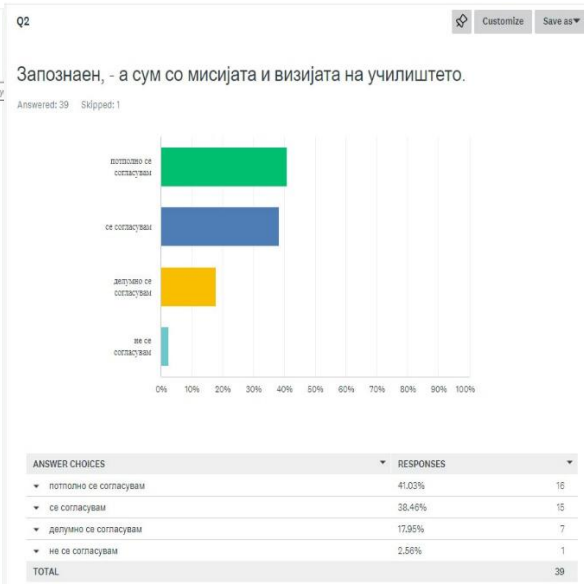 Q2
Customize
Save as
Запознаен, - а сум со мисијата и визијата на училиштето.
Answered: 39 Skipped: 1
потполно се
согласувам
се согласувам
делумно се
согласувам
не се
согласувам
0% 10% 20% 30% 40% 50% 60% 70% 80% 90% 100%
ANSWER CHOICES RESPONSES
потполно се согласувам 41.03% 16
се согласувам 38.46% 15
делумно се согласувам 17.95% 7
не се согласувам 2.56% 1
TOTAL 39